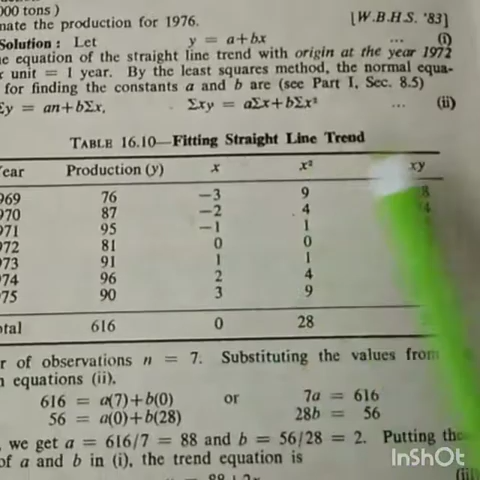 000 tons )
nate the production for 1976. [W.B.H.S. '83]
Solution : Let y = a+bx ... (i)
e equation of the straight line trend with origin at the year 1972
x unit = 1 year. By the least squares method, the normal equa-
for finding the constants a and b are (see Part I, Sec. 8.5)
Σy = an+bΣx, Σxy = aΣx+bΣx² ... (ii)
TABLE 16.10—Fitting Straight Line Trend
ear Production (y) x x² xy
969 76 −3 9 8
970 87 −2 4 4
971 95 −1 1
972 81 0 0
973 91 1 1
974 96 2 4
975 90 3 9
otal 616 0 28
r of observations n = 7. Substituting the values from
n equations (ii),
616 = a(7)+b(0) or 7a = 616
56 = a(0)+b(28) 28b = 56
, we get a = 616/7 = 88 and b = 56/28 = 2. Putting the
of a and b in (i), the trend equation is
InShOt